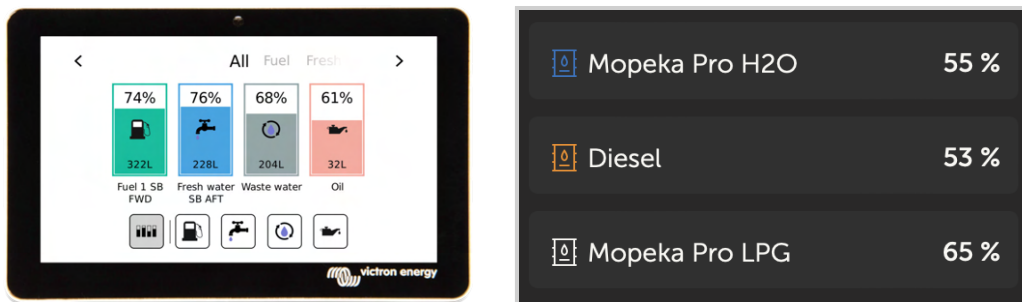 All Fuel Fresh
74% 76% 68% 61%
322L 228L 204L 32L
Fuel 1 SB Fresh water Waste water Oil
FWD SB AFT
victron energy
Mopeka Pro H2O 55 %
Diesel 53 %
Mopeka Pro LPG 65 %